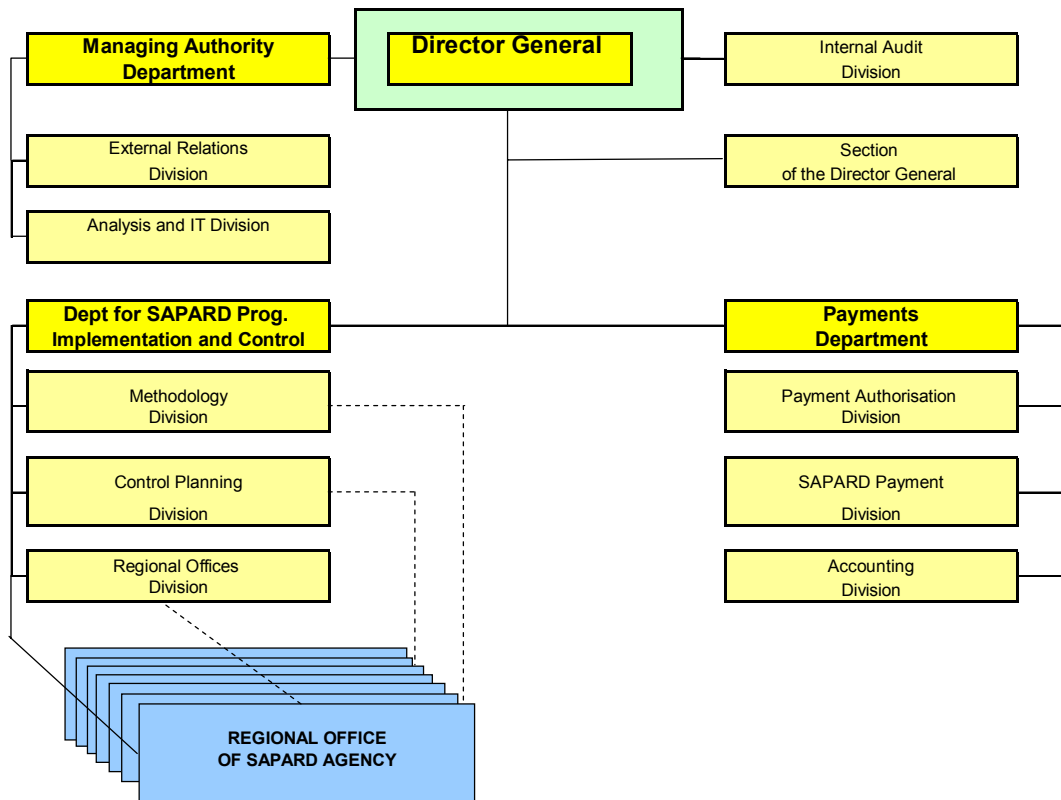 Managing Authority
Department
Director General
Internal Audit
Division
External Relations
Division
Section
of the Director General
Analysis and IT Division
Dept for SAPARD Prog.
Implementation and Control
Payments
Department
Methodology
Division
Payment Authorisation
Division
Control Planning
Division
SAPARD Payment
Division
Regional Offices
Division
Accounting
Division
REGIONAL OFFICE
OF SAPARD AGENCY